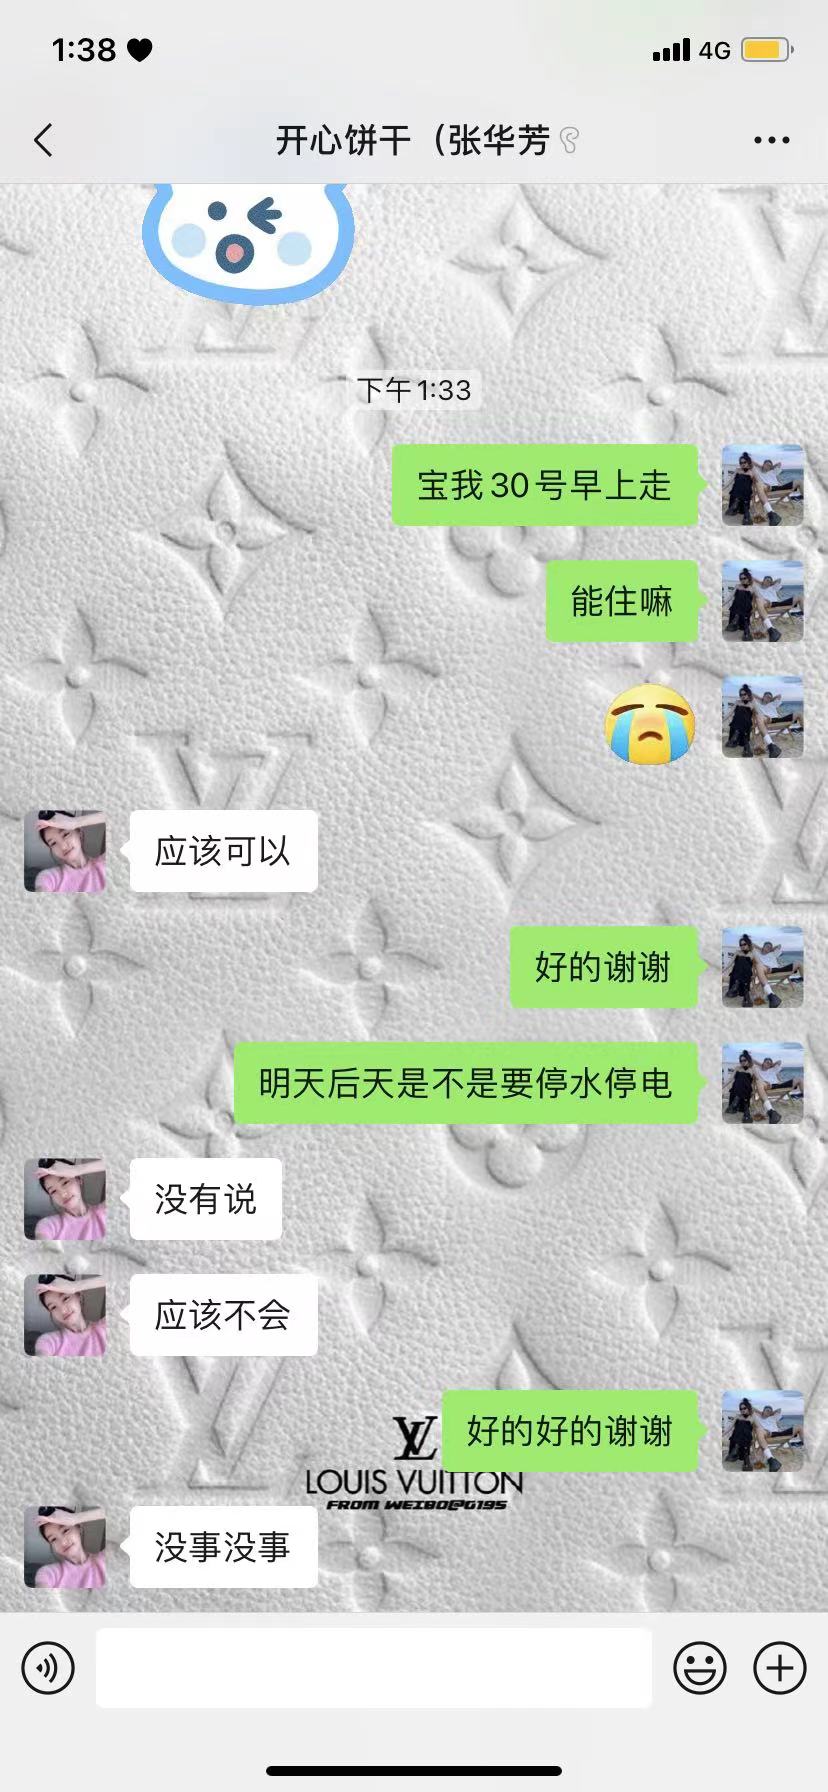 1:38
4G
开心饼干（张华芳
下午1:33
宝我30号早上走
能住嘛
应该可以
好的谢谢
明天后天是不是要停水停电
没有说
应该不会
好的好的谢谢
LV
LOUIS VUITTON
FROM WEIBO@G195
没事没事